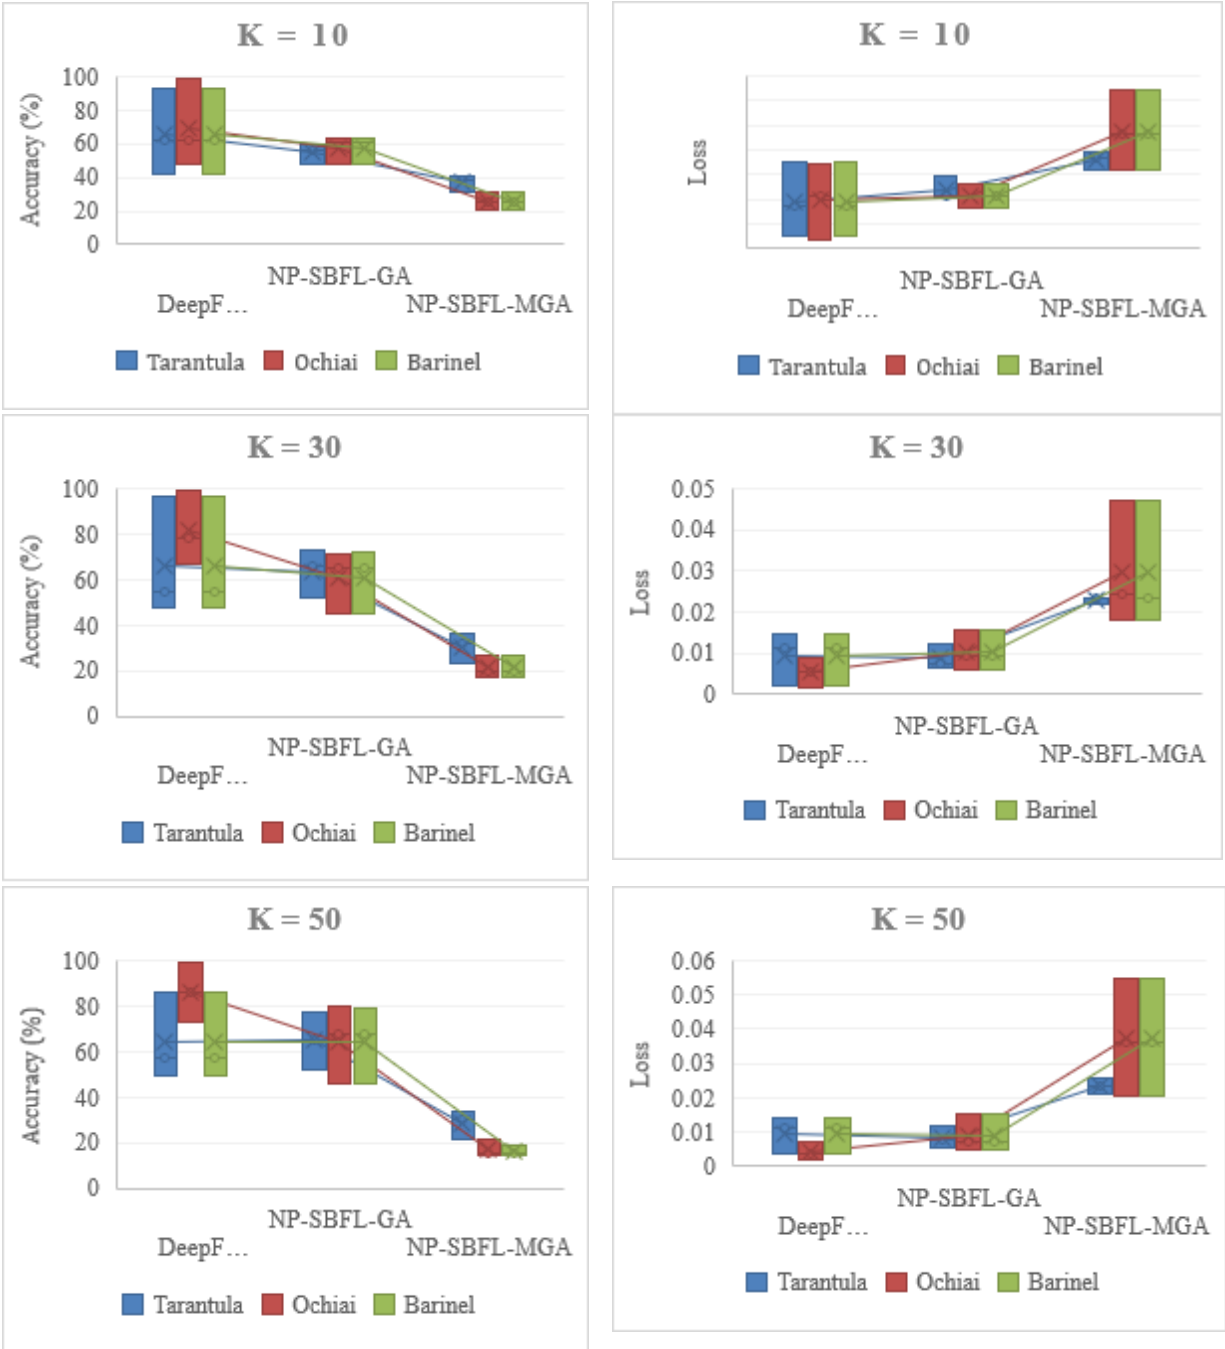 K = 10
Accuracy (%)
100
80
60
40
20
0
NP-SBFL-GA
DeepF... NP-SBFL-MGA
Tarantula Ochiai Barinel
K = 10
Loss
NP-SBFL-GA
DeepF... NP-SBFL-MGA
Tarantula Ochiai Barinel
K = 30
Accuracy (%)
100
80
60
40
20
0
NP-SBFL-GA
DeepF... NP-SBFL-MGA
Tarantula Ochiai Barinel
K = 30
Loss
0.05
0.04
0.03
0.02
0.01
0
NP-SBFL-GA
DeepF... NP-SBFL-MGA
Tarantula Ochiai Barinel
K = 50
Accuracy (%)
100
80
60
40
20
0
NP-SBFL-GA
DeepF... NP-SBFL-MGA
Tarantula Ochiai Barinel
K = 50
Loss
0.06
0.05
0.04
0.03
0.02
0.01
0
NP-SBFL-GA
DeepF... NP-SBFL-MGA
Tarantula Ochiai Barinel